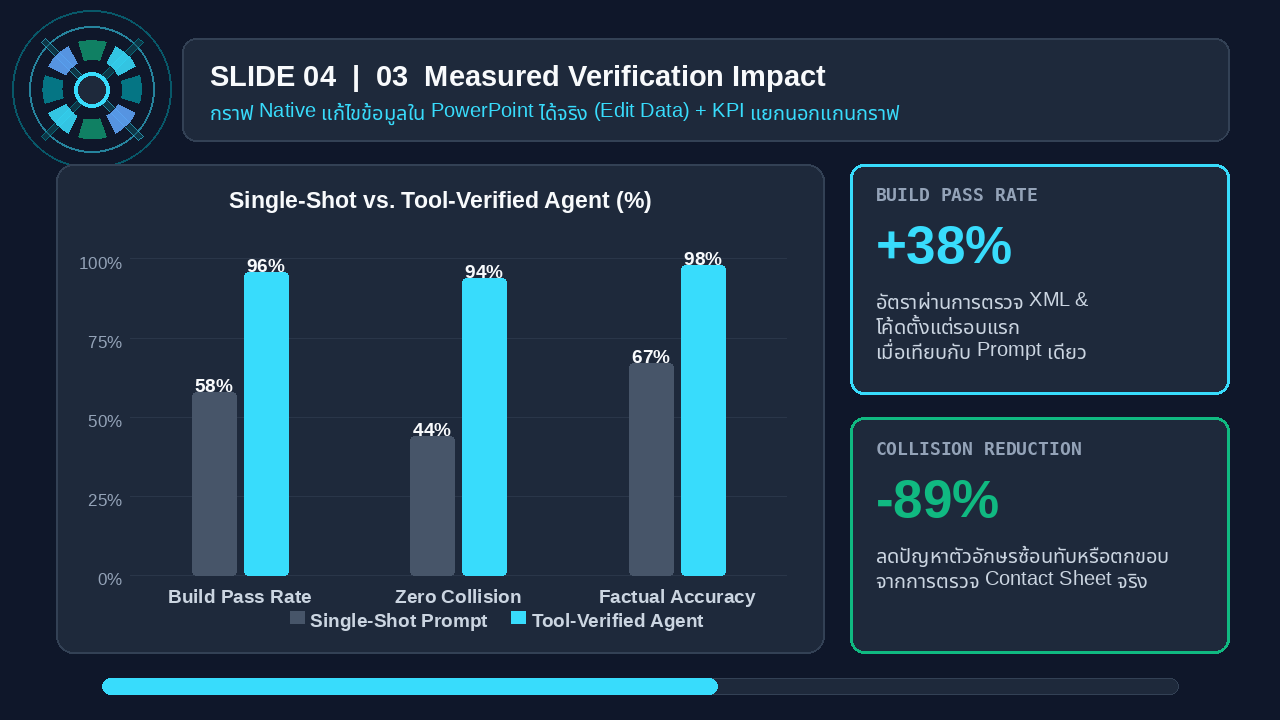 SLIDE 04 | 03 Measured Verification Impact
กราฟ Native แก้ไขข้อมูลใน PowerPoint ได้จริง (Edit Data) + KPI แยกนอกแกนกราฟ
Single-Shot vs. Tool-Verified Agent (%)
100%
75%
50%
25%
0%
58%
96%
44%
94%
67%
98%
Build Pass Rate
Zero Collision
Factual Accuracy
Single-Shot Prompt
Tool-Verified Agent
BUILD PASS RATE
+38%
อัตราผ่านการตรวจ XML &
โค้ดตั้งแต่รอบแรก
เมื่อเทียบกับ Prompt เดียว
COLLISION REDUCTION
-89%
ลดปัญหาตัวอักษรซ้อนทับหรือตกขอบ
จากการตรวจ Contact Sheet จริง